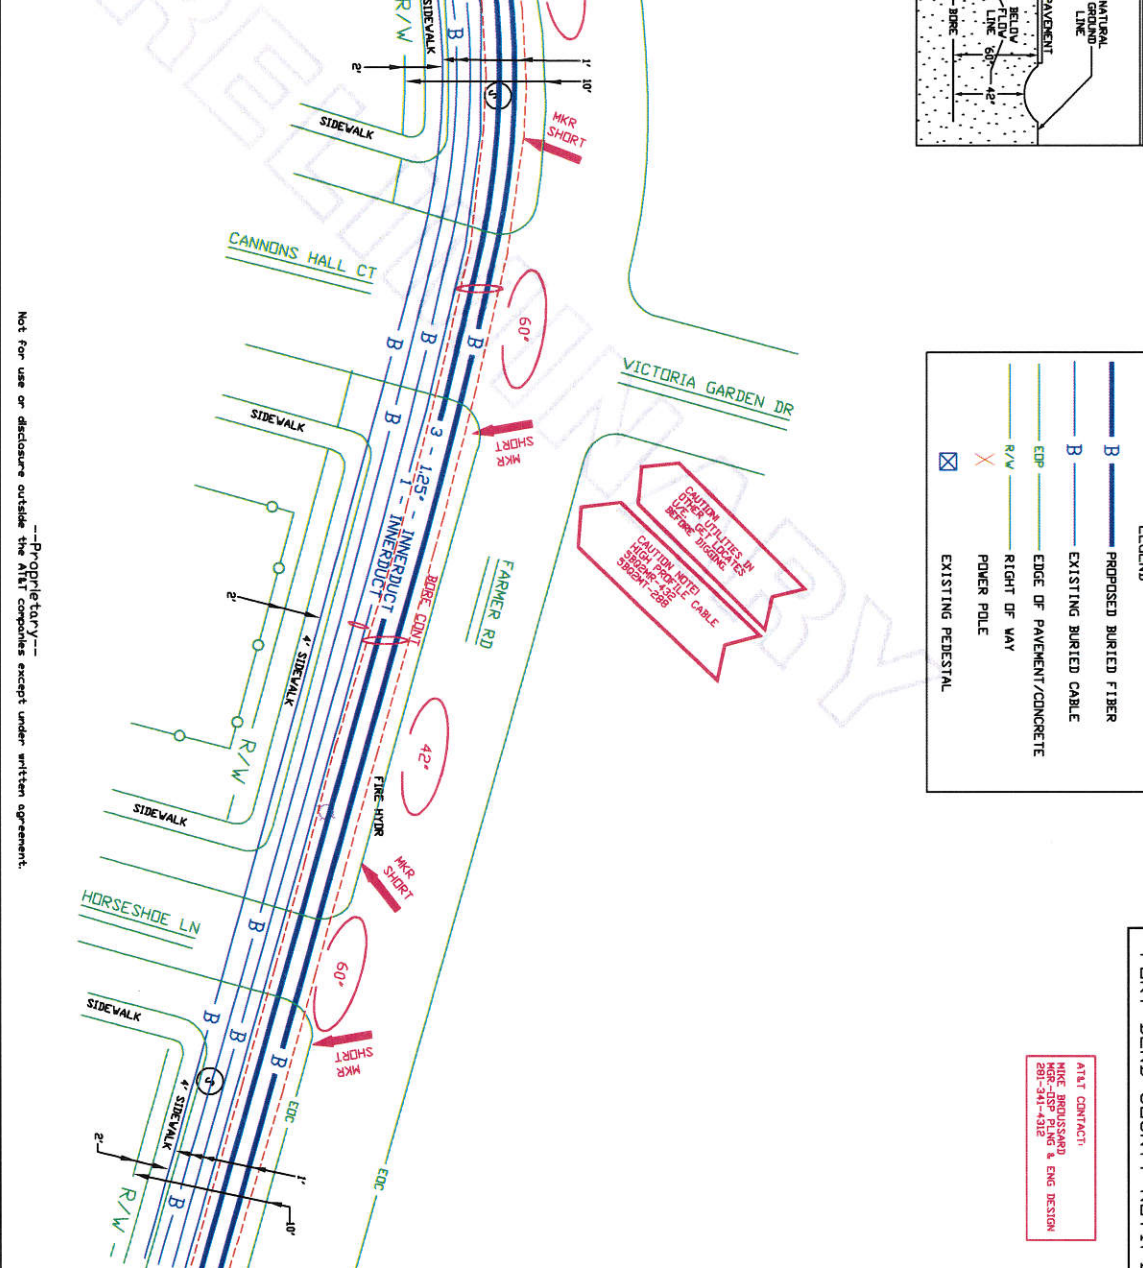 NATURAL
GROUND
LINE
PAVEMENT
BELOW
FLOW
LINE
60"
42"
BORE
PROPOSED BURIED FIBER
B
EXISTING BURIED CABLE
B
EDGE OF PAVEMENT/CONCRETE
EOP
RIGHT OF WAY
R/W
POWER POLE
EXISTING PEDESTAL
AT&T CONTACT:
MIKE BROUSSARD
MGR.-OSP PLNG & ENG DESIGN
281-341-4312
CAUTION!
OTHER UTILITIES IN
U/E. GET LOCATES
BEFORE DIGGING
CAUTION NOTE!
HIGH PROFILE CABLE
SBQ2MR-432
SBQ2MT-288
R/W
SIDEWALK
B
2'
1'
10'
S
SIDEWALK
MKR
SHORT
CANNONS HALL CT
60"
VICTORIA GARDEN DR
B
B
B
B
MKR
SHORT
SIDEWALK
3 - 1.25" - INNERDUCT
1 - INNERDUCT
BORE CONT
FARMER RD
2'
4' SIDEWALK
R/W
42"
FIRE HYDR
SIDEWALK
MKR
SHORT
HORSESHOE LN
B
60"
SIDEWALK
B
B
B
MKR
SHORT
S
EOC
EOC
4' SIDEWALK
2'
1'
10'
R/W
B
PRELIMINARY
---Proprietary---
Not for use or disclosure outside the AT&T companies except under written agreement.